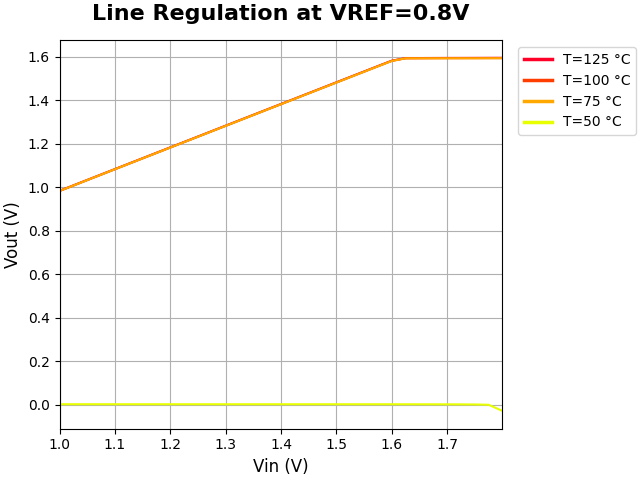 Line Regulation at VREF=0.8V
T=125 °C
T=100 °C
T=75 °C
T=50 °C
Vout (V)
1.6
1.4
1.2
1.0
0.8
0.6
0.4
0.2
0.0
1.0 1.1 1.2 1.3 1.4 1.5 1.6 1.7
Vin (V)